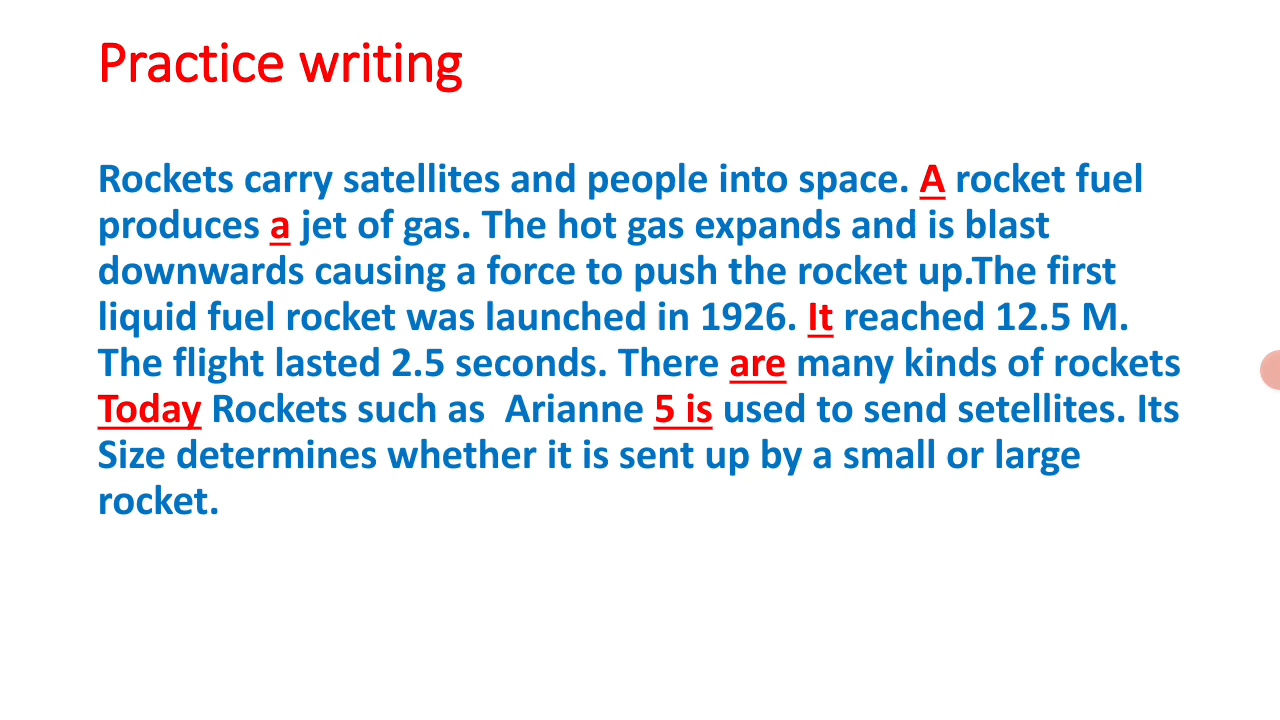 Practice writing
Rockets carry satellites and people into space. A rocket fuel
produces a jet of gas. The hot gas expands and is blast
downwards causing a force to push the rocket up.The first
liquid fuel rocket was launched in 1926. It reached 12.5 M.
The flight lasted 2.5 seconds. There are many kinds of rockets
Today Rockets such as  Arianne 5 is used to send setellites. Its
Size determines whether it is sent up by a small or large
rocket.